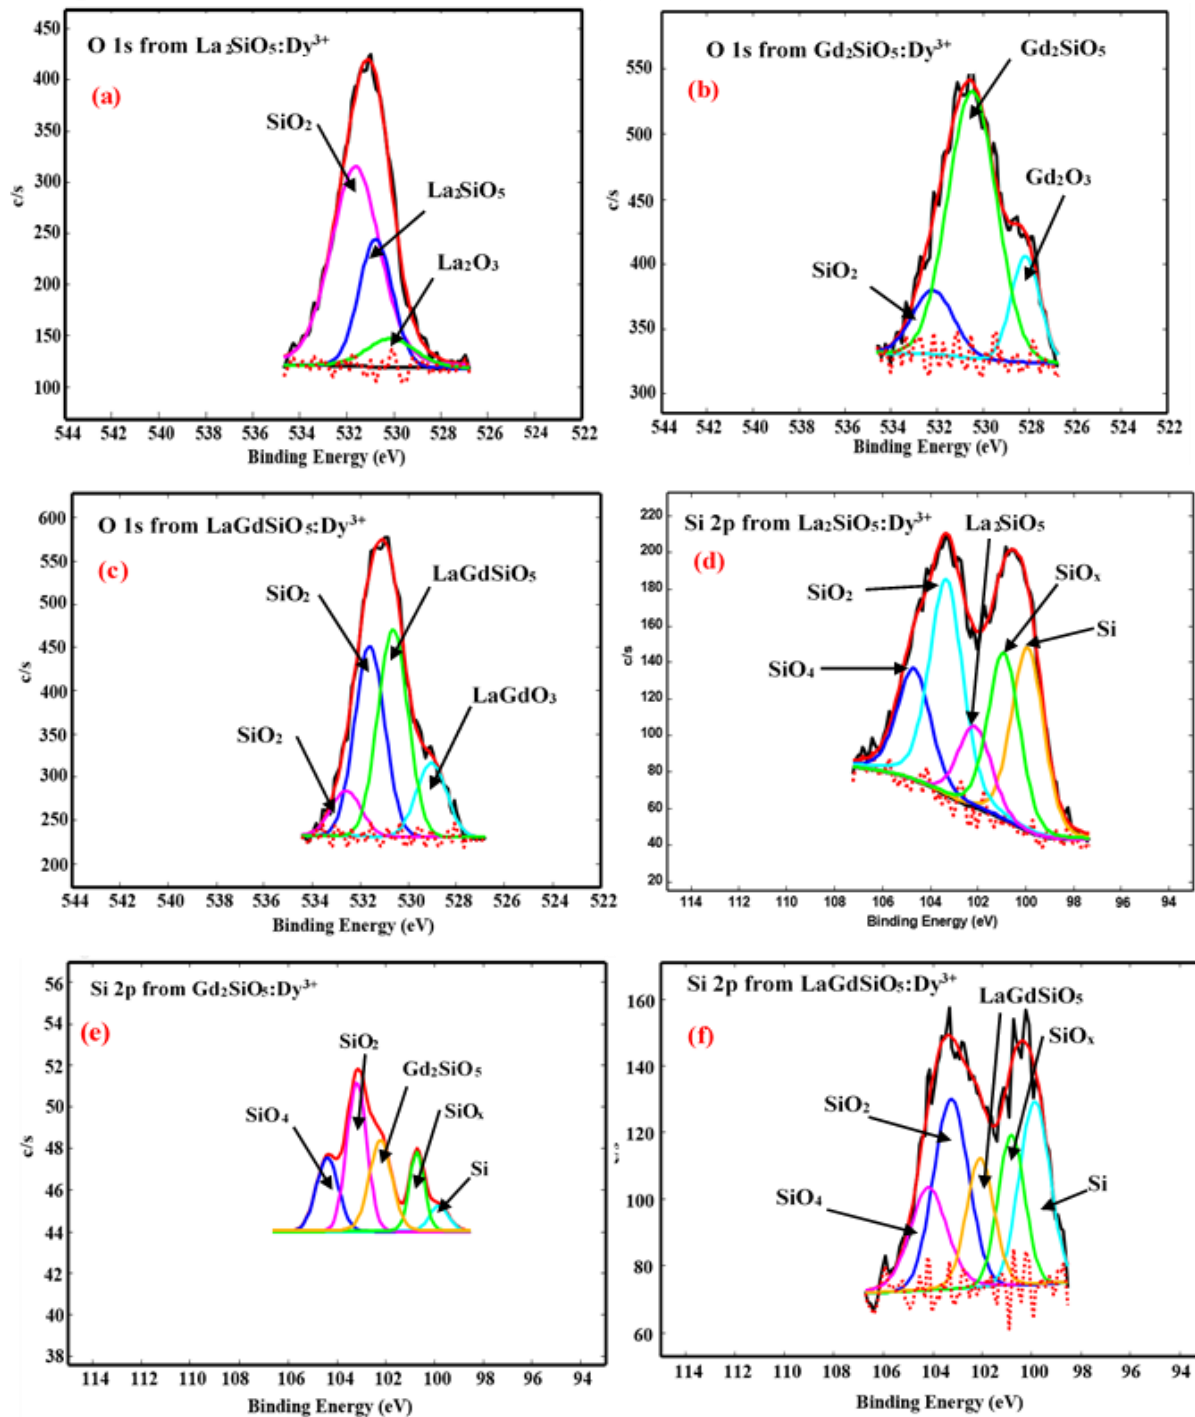 O 1s from La₂SiO₅:Dy³⁺
(a)
SiO₂
La₂SiO₅
La₂O₃
c/s
450
400
350
300
250
200
150
100
544 542 540 538 536 534 532 530 528 526 524 522
Binding Energy (eV)
O 1s from Gd₂SiO₅:Dy³⁺
(b)
Gd₂SiO₅
Gd₂O₃
SiO₂
c/s
550
500
450
400
350
300
544 542 540 538 536 534 532 530 528 526 524 522
Binding Energy (eV)
O 1s from LaGdSiO₅:Dy³⁺
(c)
LaGdSiO₅
SiO₂
LaGdO₃
SiO₂
c/s
600
550
500
450
400
350
300
250
200
544 542 540 538 536 534 532 530 528 526 524 522
Binding Energy (eV)
Si 2p from La₂SiO₅:Dy³⁺
(d)
La₂SiO₅
SiOₓ
SiO₂
Si
SiO₄
c/s
220
200
180
160
140
120
100
80
60
40
20
114 112 110 108 106 104 102 100 98 96 94
Binding Energy (eV)
Si 2p from Gd₂SiO₅:Dy³⁺
(e)
SiO₂
Gd₂SiO₅
SiO₄
SiOₓ
Si
c/s
56
54
52
50
48
46
44
42
40
38
114 112 110 108 106 104 102 100 98 96 94
Binding Energy (eV)
Si 2p from LaGdSiO₅:Dy³⁺
(f)
LaGdSiO₅
SiOₓ
SiO₂
SiO₄
Si
c/s
160
140
120
100
80
60
114 112 110 108 106 104 102 100 98 96 94
Binding Energy (eV)